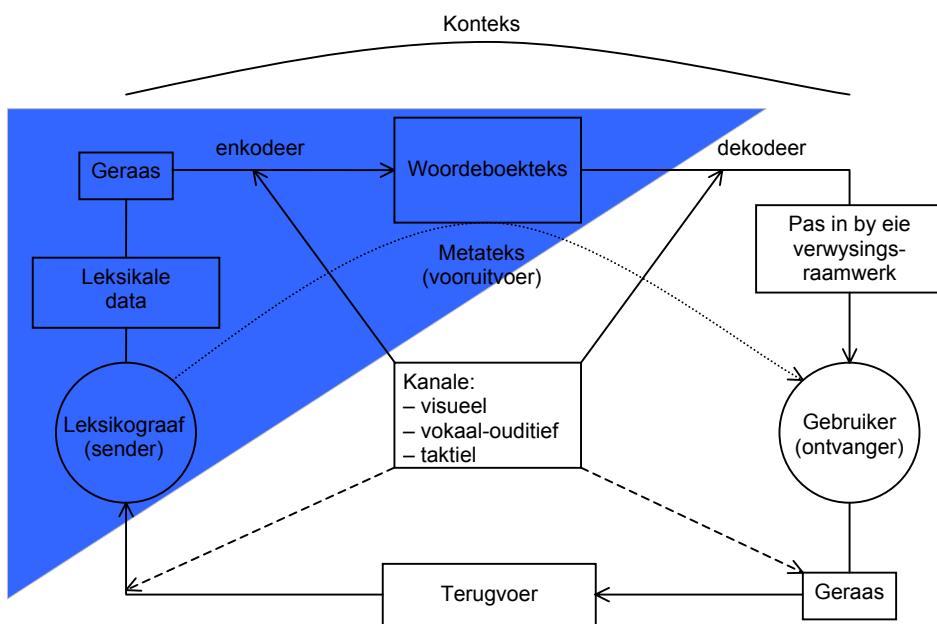 Konteks
enkodeer
dekodeer
Geraas
Woordeboekteks
Pas in by eie
verwysings-
raamwerk
Metateks
(vooruitvoer)
Leksikale
data
Kanale:
– visueel
– vokaal-ouditief
– taktiel
Leksikograaf
(sender)
Gebruiker
(ontvanger)
Terugvoer
Geraas